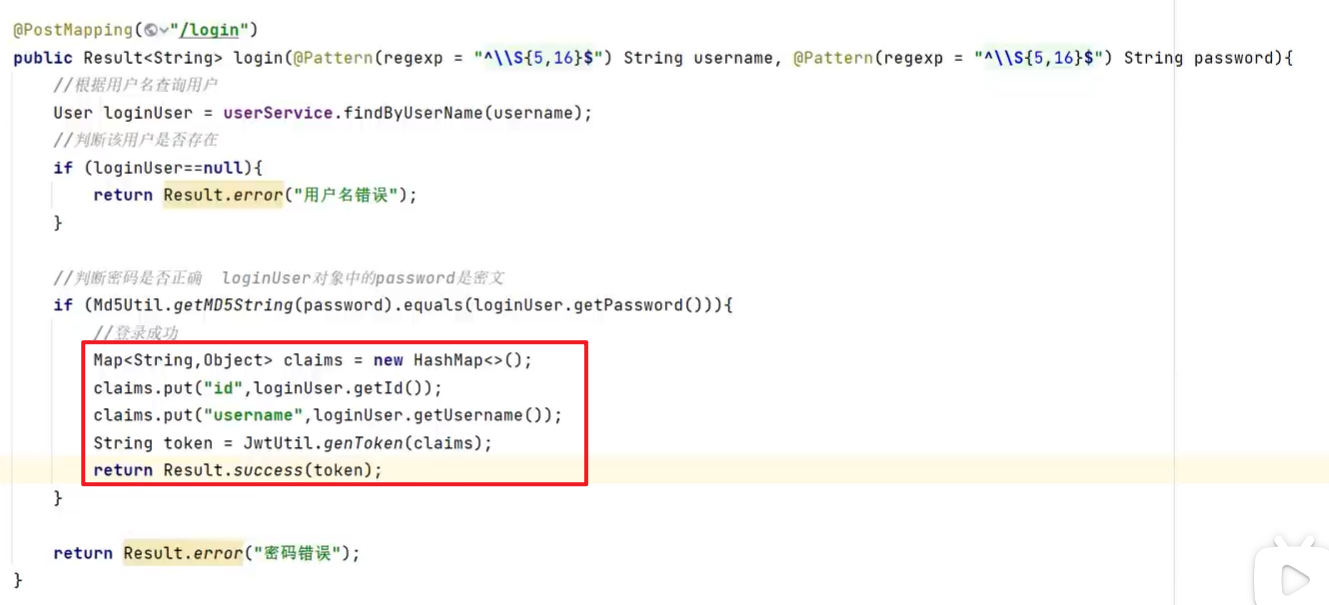 @PostMapping("/login")
public Result<String> login(@Pattern(regexp = "^\\S{5,16}$") String username, @Pattern(regexp = "^\\S{5,16}$") String password){
    //根据用户名查询用户
    User loginUser = userService.findByUserName(username);
    //判断该用户是否存在
    if (loginUser==null){
        return Result.error("用户名错误");
    }
    //判断密码是否正确  loginUser对象中的password是密文
    if (Md5Util.getMD5String(password).equals(loginUser.getPassword())){
        //登录成功
        Map<String,Object> claims = new HashMap<>();
        claims.put("id",loginUser.getId());
        claims.put("username",loginUser.getUsername());
        String token = JwtUtil.genToken(claims);
        return Result.success(token);
    }
    return Result.error("密码错误");
}